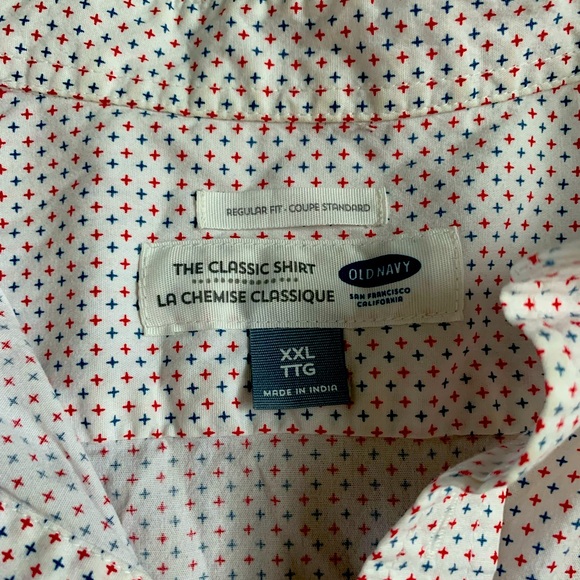 REGULAR FIT - COUPE STANDARD
THE CLASSIC SHIRT
LA CHEMISE CLASSIQUE
OLD NAVY
SAN FRANCISCO
CALIFORNIA
XXL
TTG
MADE IN INDIA